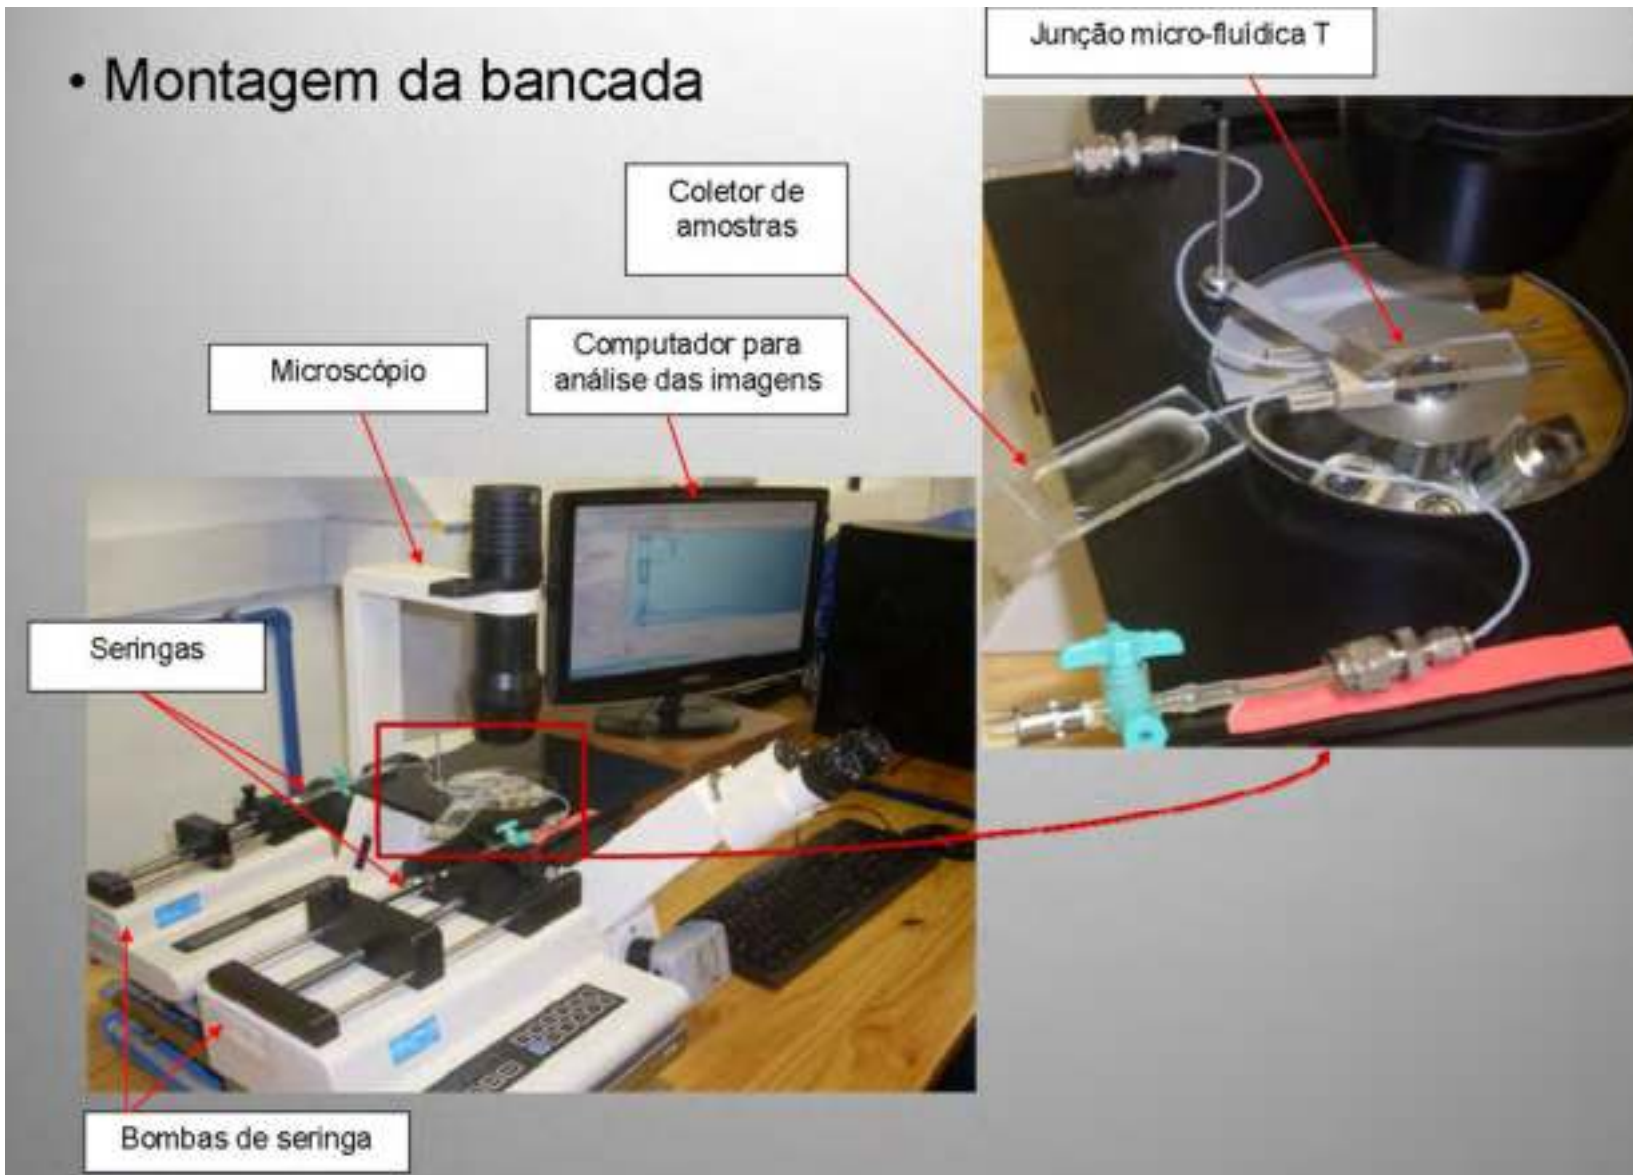 • Montagem da bancada
Junção micro-fluídica T
Coletor de
amostras
Computador para
análise das imagens
Microscópio
Seringas
Bombas de seringa